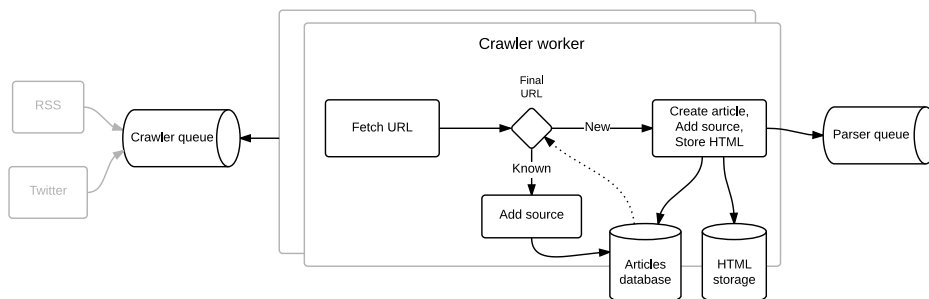 Crawler worker
RSS
Twitter
Crawler queue
Fetch URL
Final
URL
New
Known
Add source
Create article,
Add source,
Store HTML
Articles
database
HTML
storage
Parser queue